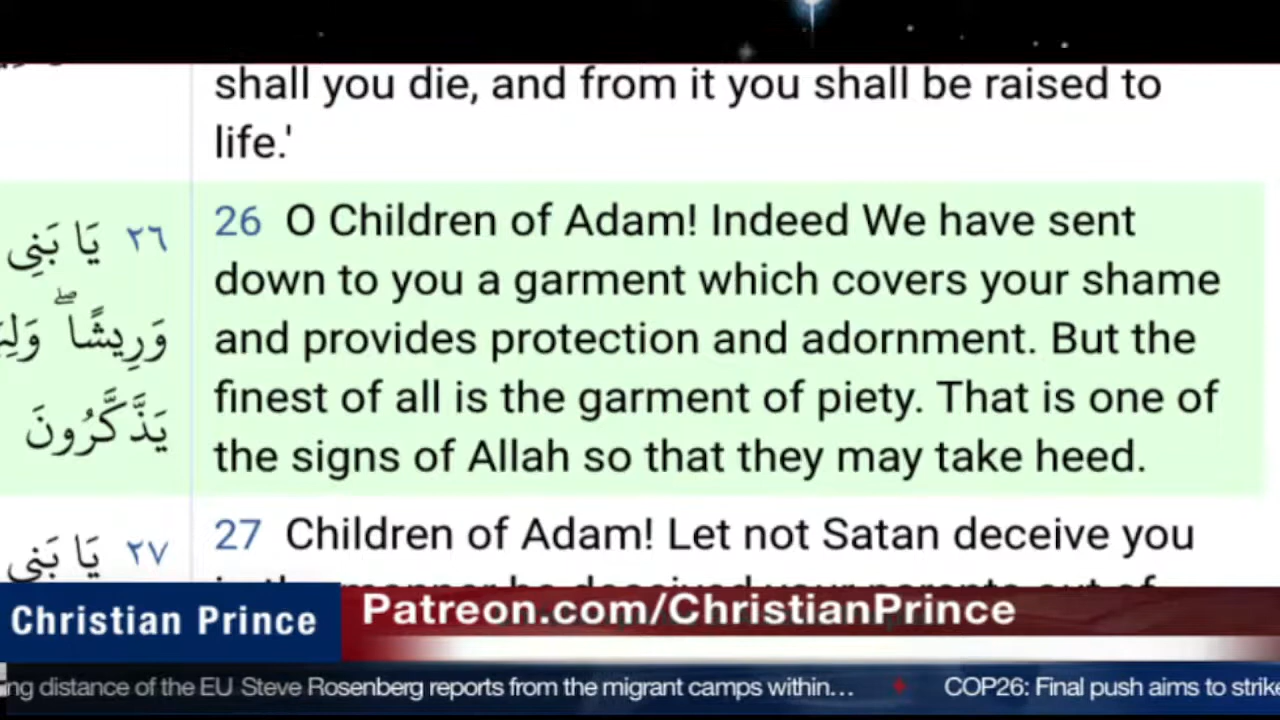 shall you die, and from it you shall be raised to
life.'
٢٦ يَا بَنِي
وَرِيشًا ۖ
يَذَّكَّرُونَ
26 O Children of Adam! Indeed We have sent
down to you a garment which covers your shame
and provides protection and adornment. But the
finest of all is the garment of piety. That is one of
the signs of Allah so that they may take heed.
٢٧ يَا بَنِي
27 Children of Adam! Let not Satan deceive you
Christian Prince
Patreon.com/ChristianPrince
distance of the EU Steve Rosenberg reports from the migrant camps within...
COP26: Final push aims to strike